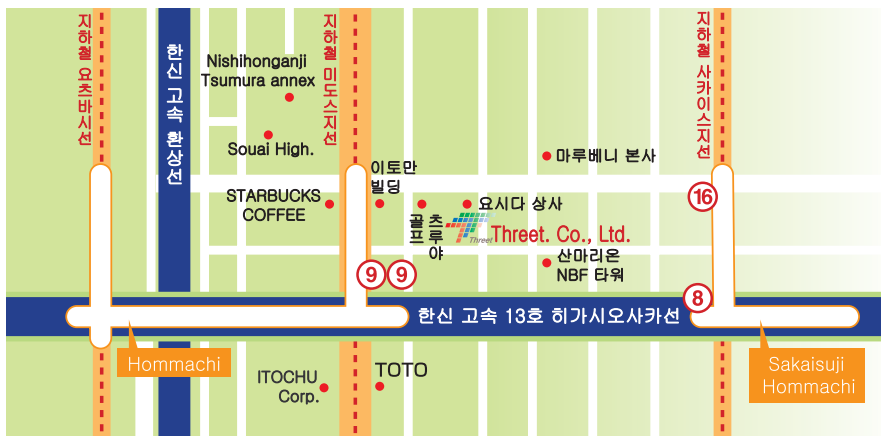 지하철 요츠바시선
한신 고속 환상선
Nishihonganji
Tsumura annex
지하철 미도스지선
지하철 사카이스지선
Souai High.
마루베니 본사
이토만
빌딩
STARBUCKS
COFFEE
골프
츠루야
요시다 상사
16
Threet
Threet. Co., Ltd.
산마리온
NBF 타워
9
9
8
한신 고속 13호 히가시오사카선
Hommachi
Sakaisuji
Hommachi
ITOCHU
Corp.
TOTO